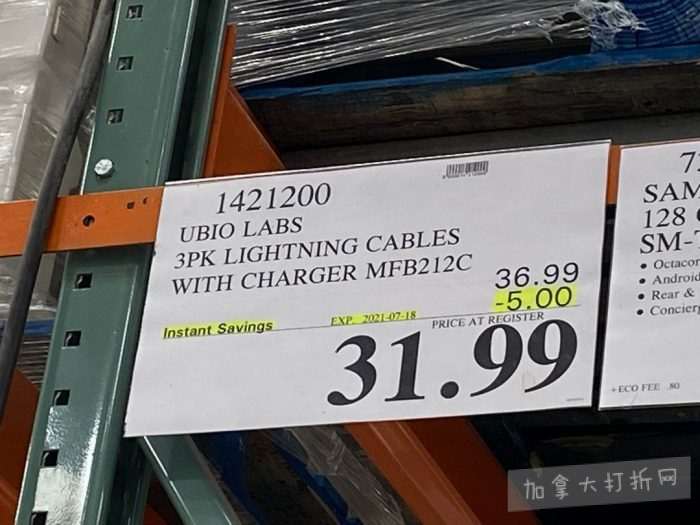 1421200
UBIO LABS
3PK LIGHTNING CABLES
WITH CHARGER MFB212C
36.99
-5.00
Instant Savings
EXP. 2021-07-18
PRICE AT REGISTER
31.99
SAM
128
SM-
• Octacor
• Android
• Rear &
• Concier
+ECO FEE .80
加拿大打折网